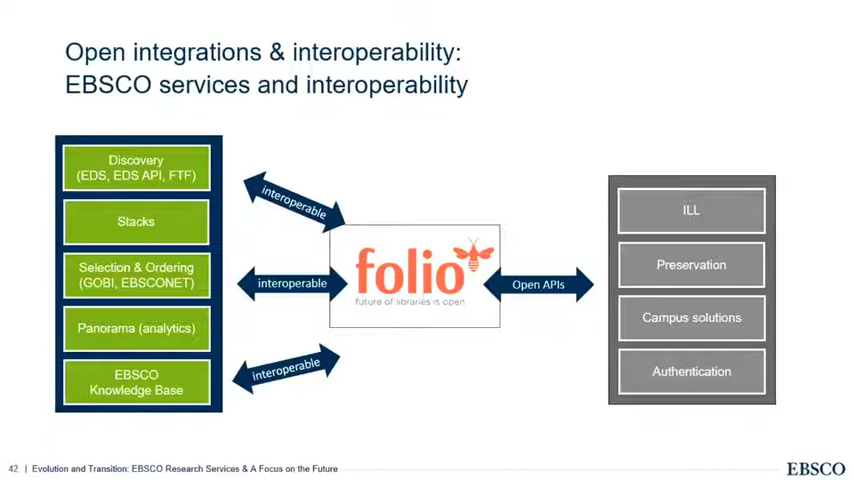 Open integrations & interoperability:
EBSCO services and interoperability
Discovery
(EDS, EDS API, FTF)
Stacks
Selection & Ordering
(GOBI, EBSCONET)
Panorama (analytics)
EBSCO
Knowledge Base
interoperable
interoperable
interoperable
folio
future of libraries is open
Open APIs
ILL
Preservation
Campus solutions
Authentication
42 | Evolution and Transition: EBSCO Research Services & A Focus on the Future
EBSCO